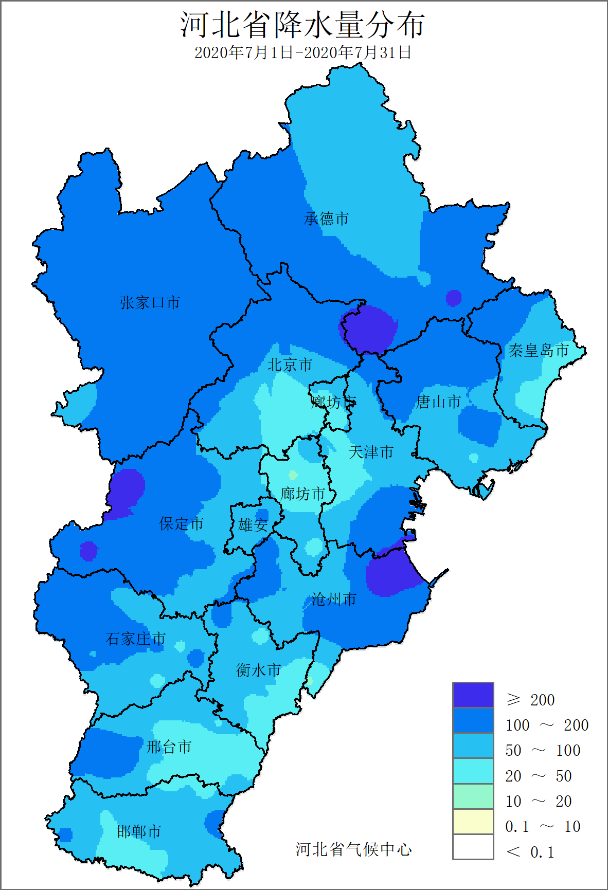 河北省降水量分布
2020年7月1日-2020年7月31日
承德市
张家口市
秦皇岛市
北京市
廊坊市
唐山市
天津市
廊坊市
保定市
雄安
沧州市
石家庄市
衡水市
邢台市
邯郸市
≥ 200
100 ～ 200
50 ～ 100
20 ～ 50
10 ～ 20
0.1 ～ 10
＜ 0.1
河北省气候中心